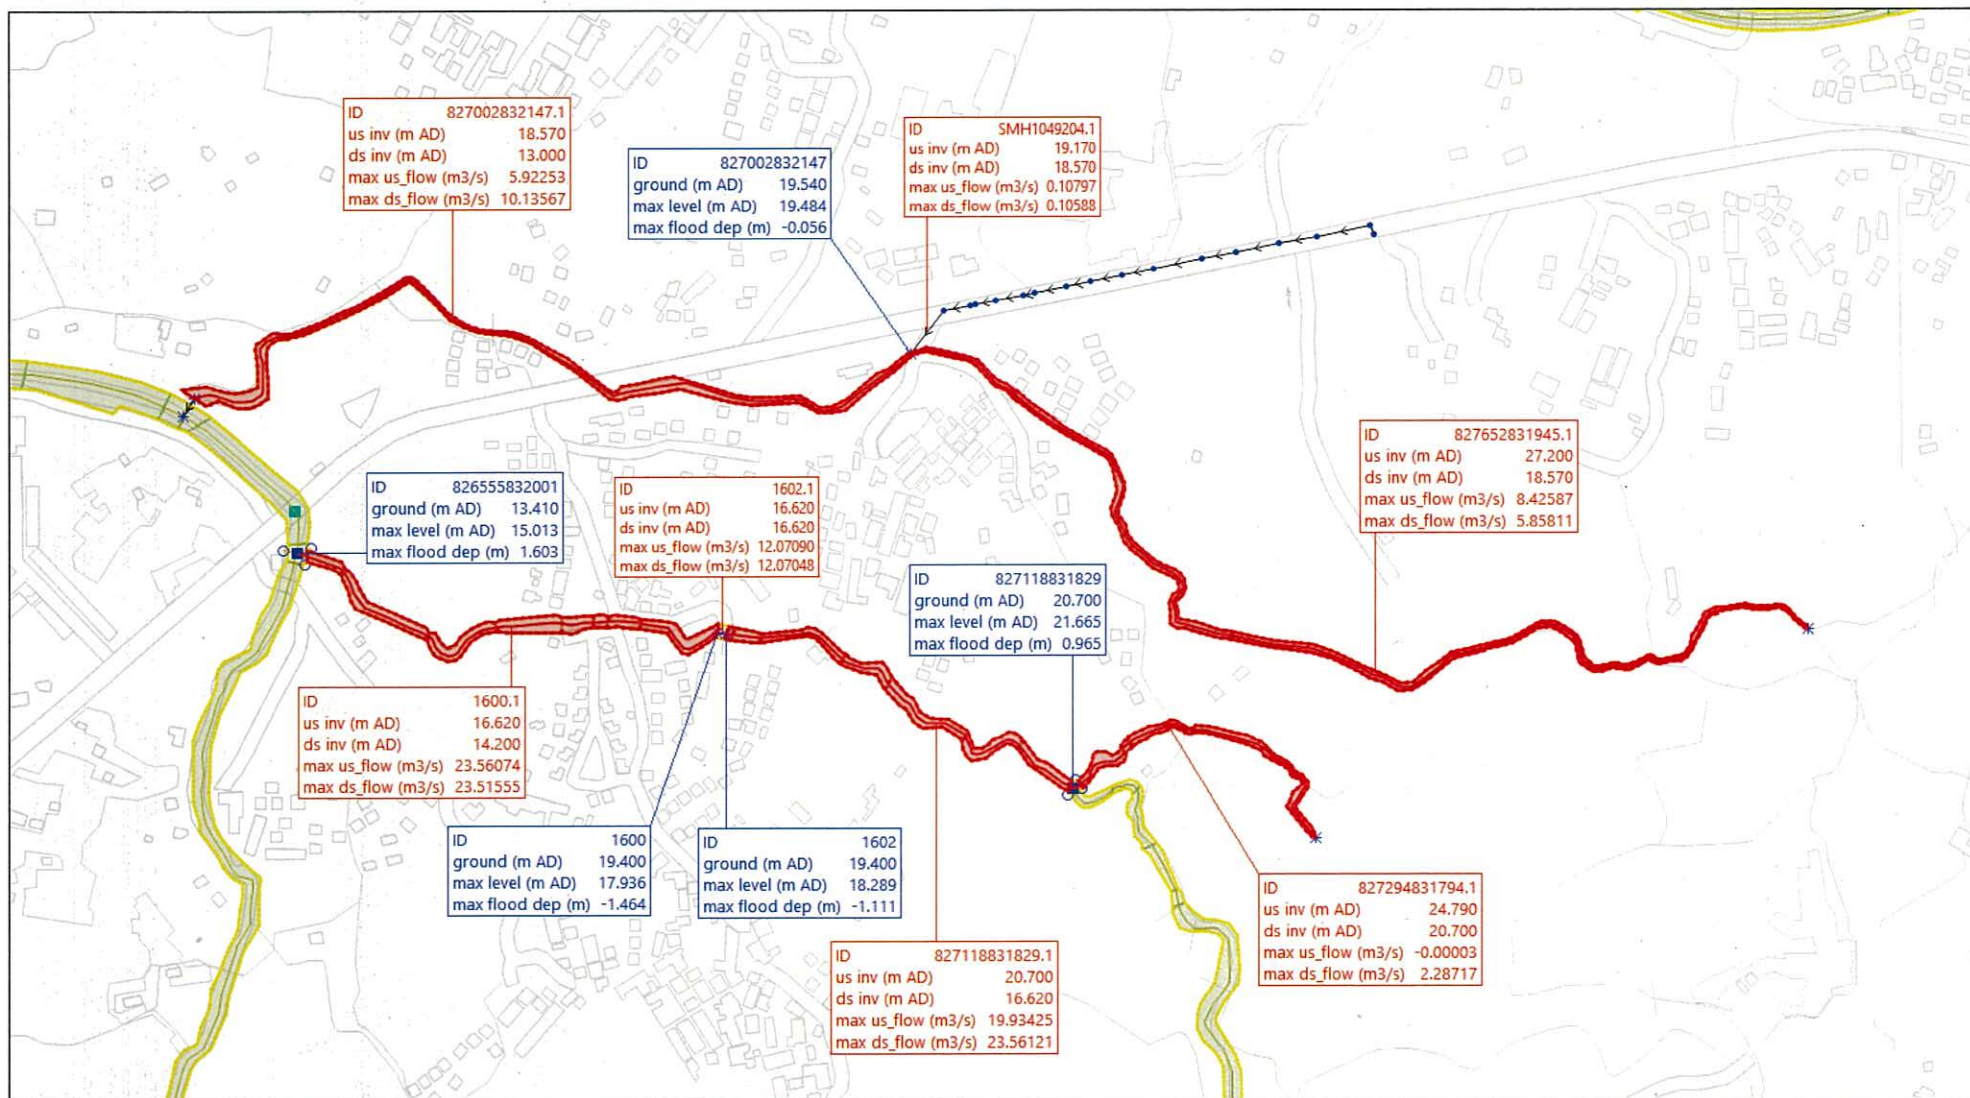 ID 827002832147.1
us inv (m AD) 18.570
ds inv (m AD) 13.000
max us_flow (m3/s) 5.92253
max ds_flow (m3/s) 10.13567
ID 827002832147
ground (m AD) 19.540
max level (m AD) 19.484
max flood dep (m) -0.056
ID SMH1049204.1
us inv (m AD) 19.170
ds inv (m AD) 18.570
max us_flow (m3/s) 0.10797
max ds_flow (m3/s) 0.10588
ID 827652831945.1
us inv (m AD) 27.200
ds inv (m AD) 18.570
max us_flow (m3/s) 8.42587
max ds_flow (m3/s) 5.85811
ID 826555832001
ground (m AD) 13.410
max level (m AD) 15.013
max flood dep (m) 1.603
ID 1602.1
us inv (m AD) 16.620
ds inv (m AD) 16.620
max us_flow (m3/s) 12.07090
max ds_flow (m3/s) 12.07048
ID 827118831829
ground (m AD) 20.700
max level (m AD) 21.665
max flood dep (m) 0.965
ID 1600.1
us inv (m AD) 16.620
ds inv (m AD) 14.200
max us_flow (m3/s) 23.56074
max ds_flow (m3/s) 23.51555
ID 1600
ground (m AD) 19.400
max level (m AD) 17.936
max flood dep (m) -1.464
ID 1602
ground (m AD) 19.400
max level (m AD) 18.289
max flood dep (m) -1.111
ID 827294831794.1
us inv (m AD) 24.790
ds inv (m AD) 20.700
max us_flow (m3/s) -0.00003
max ds_flow (m3/s) 2.28717
ID 827118831829.1
us inv (m AD) 20.700
ds inv (m AD) 16.620
max us_flow (m3/s) 19.93425
max ds_flow (m3/s) 23.56121